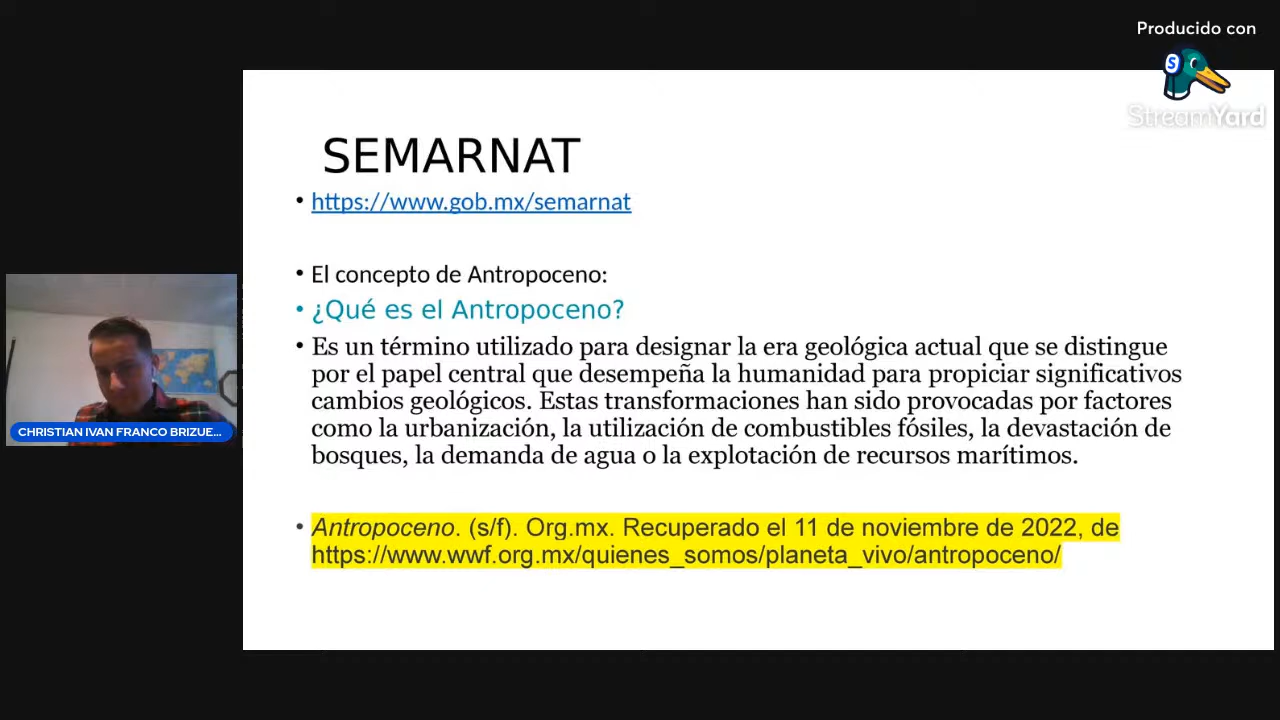 Producido con
StreamYard
SEMARNAT
• https://www.gob.mx/semarnat
• El concepto de Antropoceno:
• ¿Qué es el Antropoceno?
• Es un término utilizado para designar la era geológica actual que se distingue
por el papel central que desempeña la humanidad para propiciar significativos
cambios geológicos. Estas transformaciones han sido provocadas por factores
como la urbanización, la utilización de combustibles fósiles, la devastación de
bosques, la demanda de agua o la explotación de recursos marítimos.
• Antropoceno. (s/f). Org.mx. Recuperado el 11 de noviembre de 2022, de
https://www.wwf.org.mx/quienes_somos/planeta_vivo/antropoceno/
CHRISTIAN IVAN FRANCO BRIZUE...